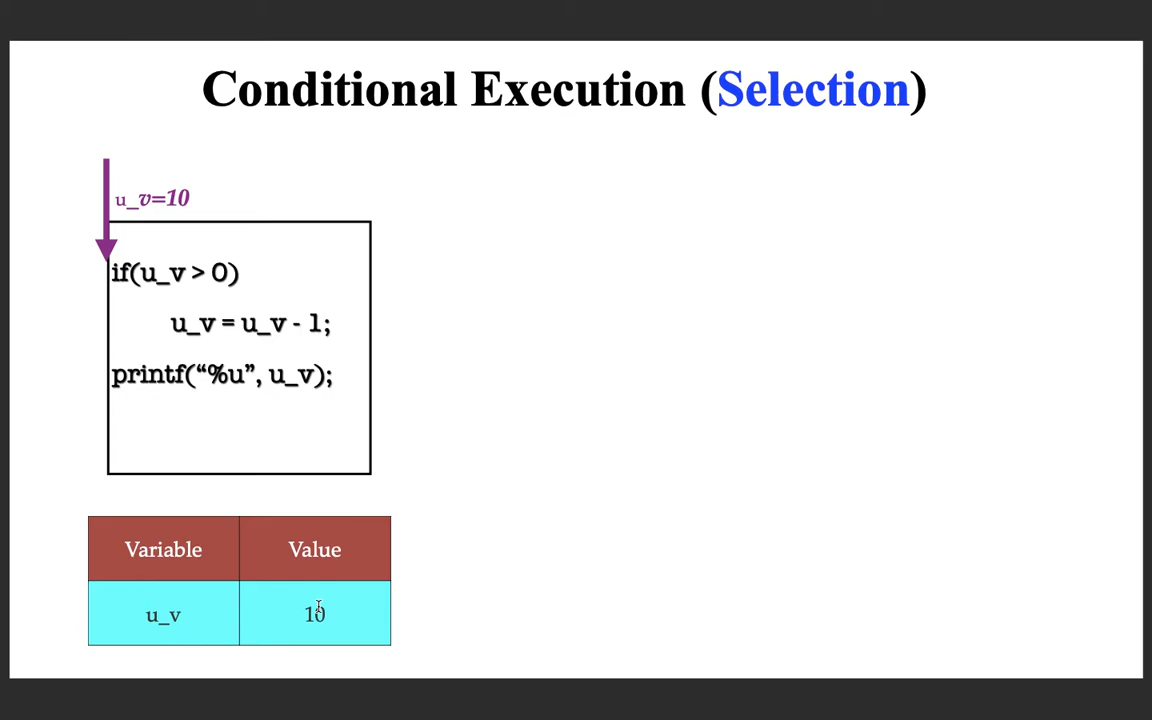 Conditional Execution (Selection)
u_v=10
if(u_v > 0)
u_v = u_v - 1;
printf(“%u”, u_v);
Variable Value
u_v 10